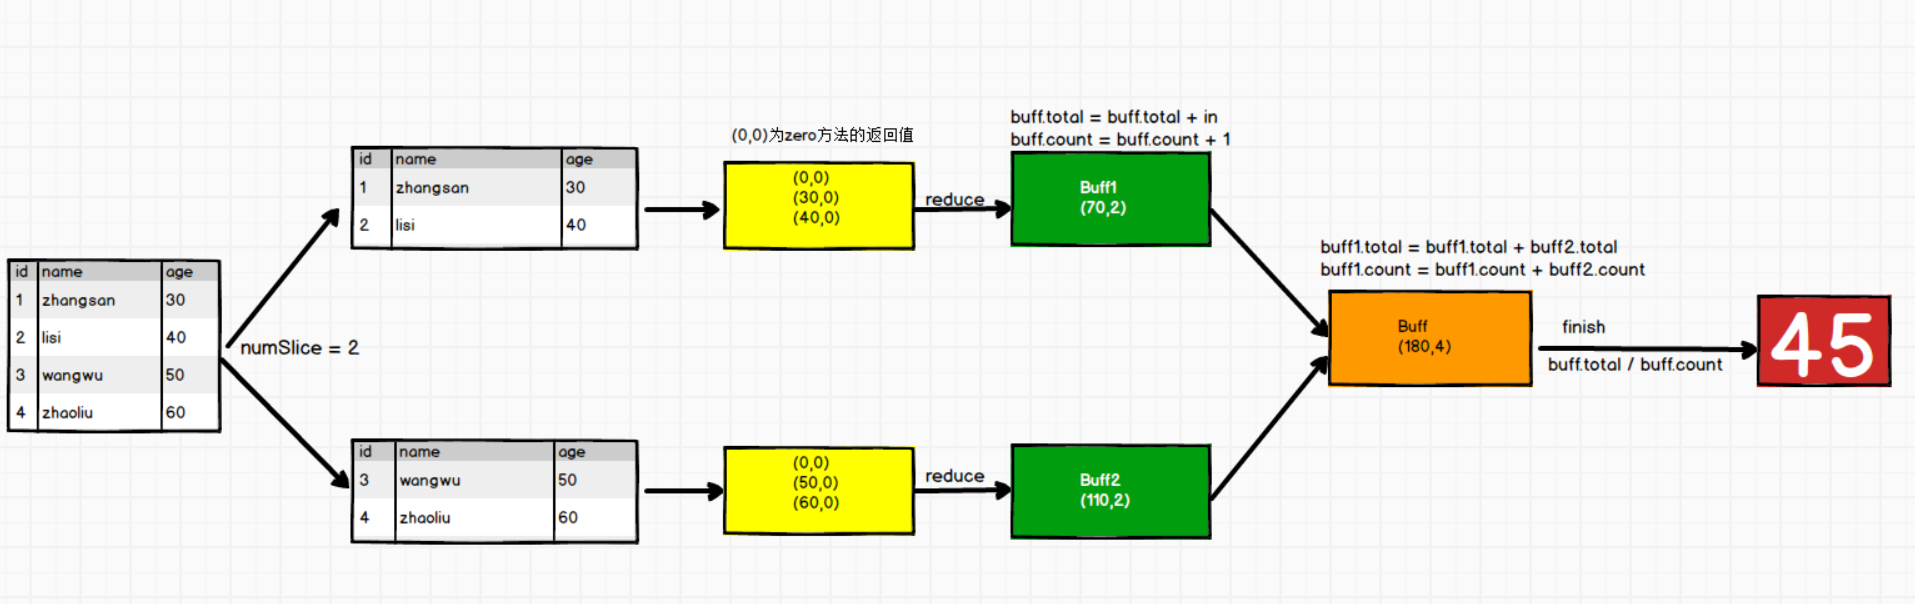 id name age
1 zhangsan 30
2 lisi 40
3 wangwu 50
4 zhaoliu 60
numSlice = 2
id name age
1 zhangsan 30
2 lisi 40
(0,0)为zero方法的返回值
(0,0)
(30,0)
(40,0)
reduce
buff.total = buff.total + in
buff.count = buff.count + 1
Buff1
(70,2)
id name age
3 wangwu 50
4 zhaoliu 60
(0,0)
(50,0)
(60,0)
reduce
Buff2
(110,2)
buff1.total = buff1.total + buff2.total
buff1.count = buff1.count + buff2.count
Buff
(180,4)
finish
buff.total / buff.count
45